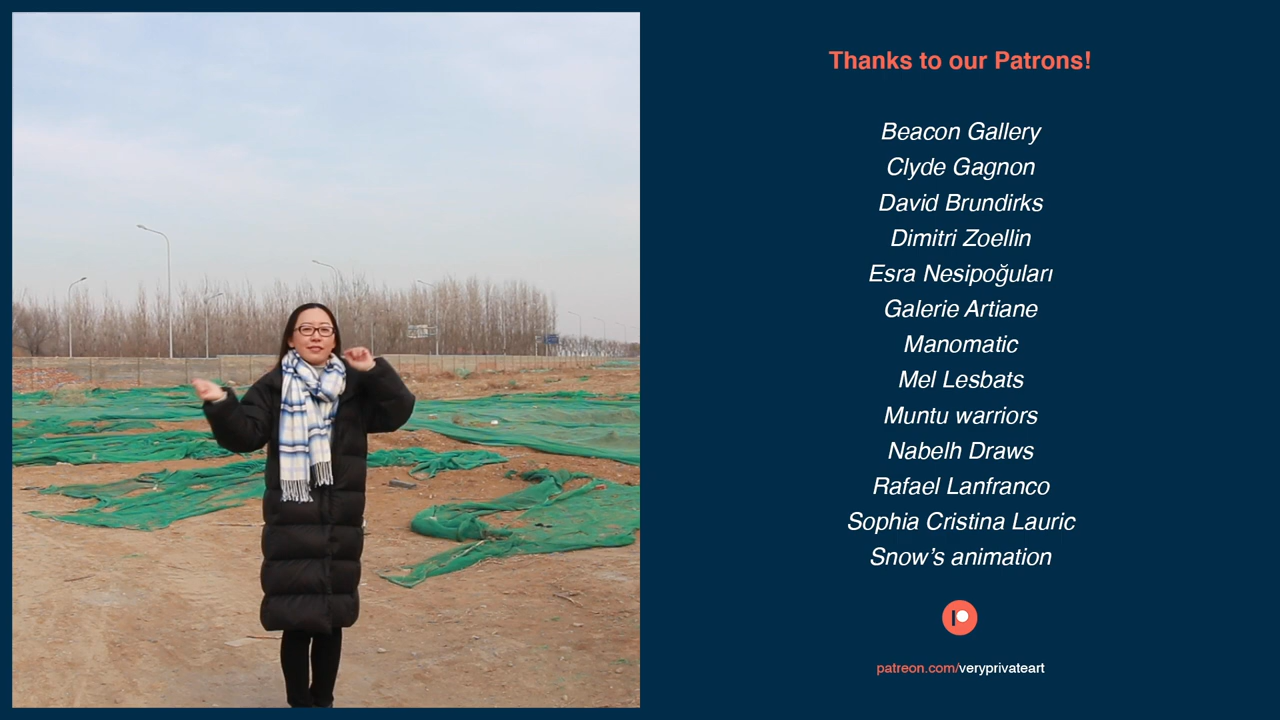 Thanks to our Patrons!
Beacon Gallery
Clyde Gagnon
David Brundirks
Dimitri Zoellin
Esra Nesipoğuları
Galerie Artiane
Manomatic
Mel Lesbats
Muntu warriors
Nabelh Draws
Rafael Lanfranco
Sophia Cristina Lauric
Snow’s animation
patreon.com/veryprivateart